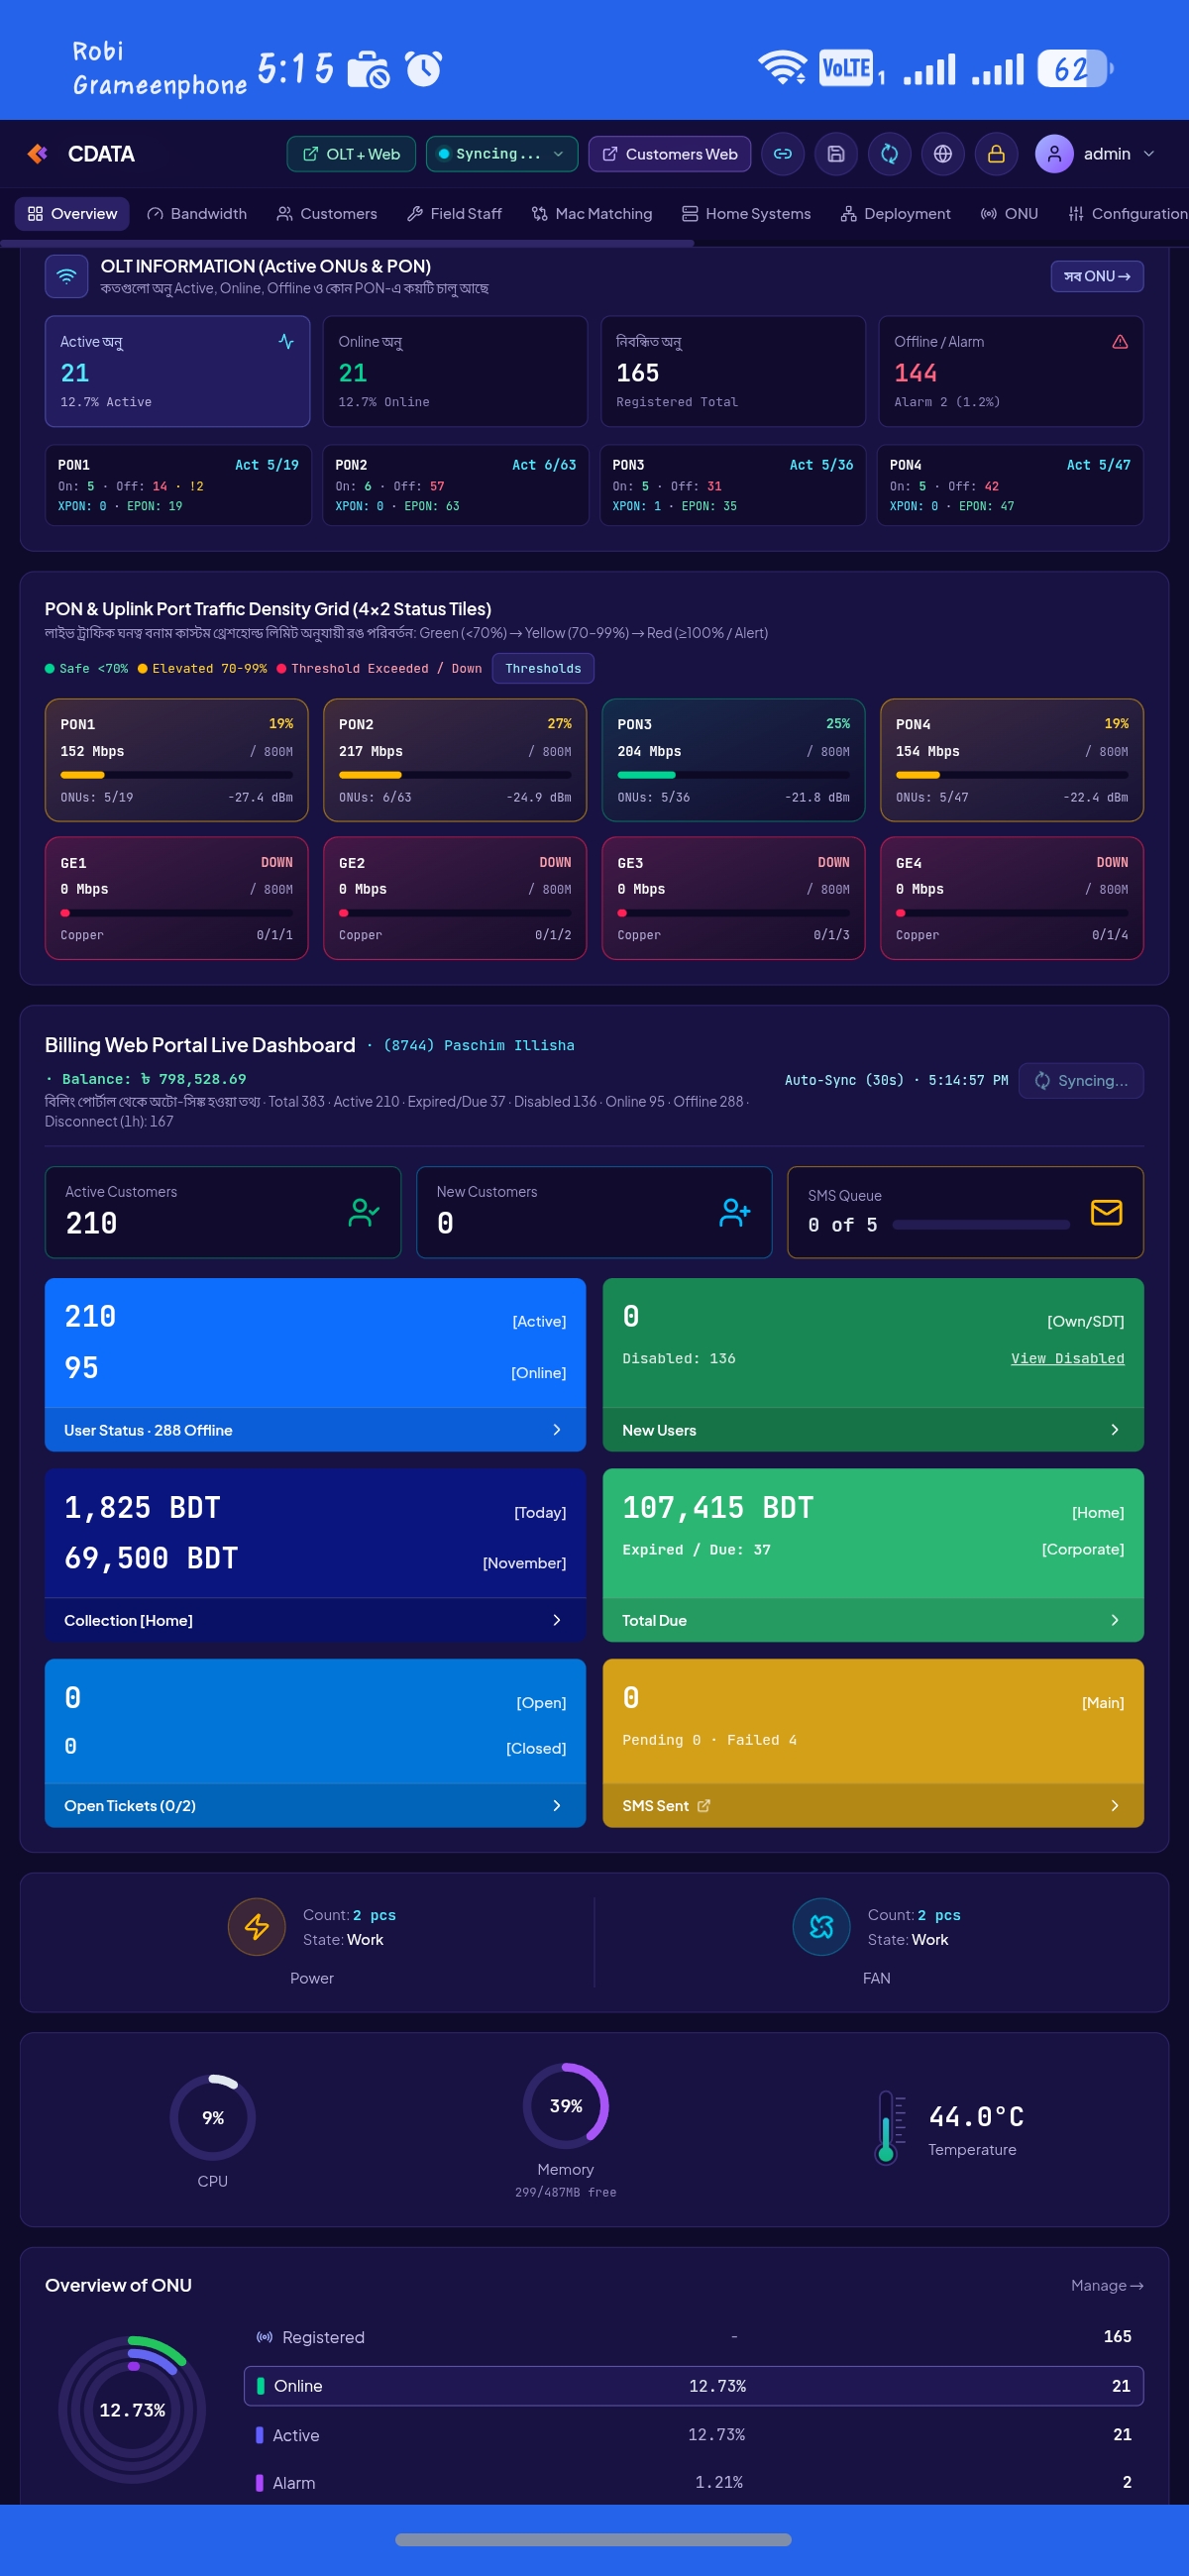 Robi
Grameenphone 5:15 VoLTE 1 62
CDATA OLT + Web Syncing... Customers Web admin
Overview Bandwidth Customers Field Staff Mac Matching Home Systems Deployment ONU Configuration
OLT INFORMATION (Active ONUs & PON) সব ONU →
কতগুলো অনু Active, Online, Offline ও কোন PON-এ কয়টি চালু আছে
Active অনু Online অনু নিবন্ধিত অনু Offline / Alarm
21 21 165 144
12.7% Active 12.7% Online Registered Total Alarm 2 (1.2%)
PON1 Act 5/19 PON2 Act 6/63 PON3 Act 5/36 PON4 Act 5/47
On: 5 · Off: 14 · !2 On: 6 · Off: 57 On: 5 · Off: 31 On: 5 · Off: 42
XPON: 0 · EPON: 19 XPON: 0 · EPON: 63 XPON: 1 · EPON: 35 XPON: 0 · EPON: 47
PON & Uplink Port Traffic Density Grid (4×2 Status Tiles)
লাইভ ট্রাফিক ঘনত্ব বনাম কাস্টম থ্রেশহোল্ড লিমিট অনুযায়ী রঙ পরিবর্তন: Green (<70%) → Yellow (70–99%) → Red (≥100% / Alert)
Safe <70% Elevated 70-99% Threshold Exceeded / Down Thresholds
PON1 19% PON2 27% PON3 25% PON4 19%
152 Mbps / 800M 217 Mbps / 800M 204 Mbps / 800M 154 Mbps / 800M
ONUs: 5/19 -27.4 dBm ONUs: 6/63 -24.9 dBm ONUs: 5/36 -21.8 dBm ONUs: 5/47 -22.4 dBm
GE1 DOWN GE2 DOWN GE3 DOWN GE4 DOWN
0 Mbps / 800M 0 Mbps / 800M 0 Mbps / 800M 0 Mbps / 800M
Copper 0/1/1 Copper 0/1/2 Copper 0/1/3 Copper 0/1/4
Billing Web Portal Live Dashboard · (8744) Paschim Illisha
· Balance: ৳ 798,528.69 Auto-Sync (30s) · 5:14:57 PM Syncing...
বিলিং পোর্টাল থেকে অটো-সিঙ্ক হওয়া তথ্য · Total 383 · Active 210 · Expired/Due 37 · Disabled 136 · Online 95 · Offline 288 ·
Disconnect (1h): 167
Active Customers New Customers SMS Queue
210 0 0 of 5
210 [Active] 0 [Own/SDT]
95 [Online] Disabled: 136 View Disabled
User Status · 288 Offline New Users
1,825 BDT [Today] 107,415 BDT [Home]
69,500 BDT [November] Expired / Due: 37 [Corporate]
Collection [Home] Total Due
0 [Open] 0 [Main]
0 [Closed] Pending 0 · Failed 4
Open Tickets (0/2) SMS Sent
Count: 2 pcs Count: 2 pcs
State: Work State: Work
Power FAN
9% 39% 44.0°C
CPU Memory Temperature
299/487MB free
Overview of ONU Manage →
Registered - 165
Online 12.73% 21
12.73%
Active 12.73% 21
Alarm 1.21% 2